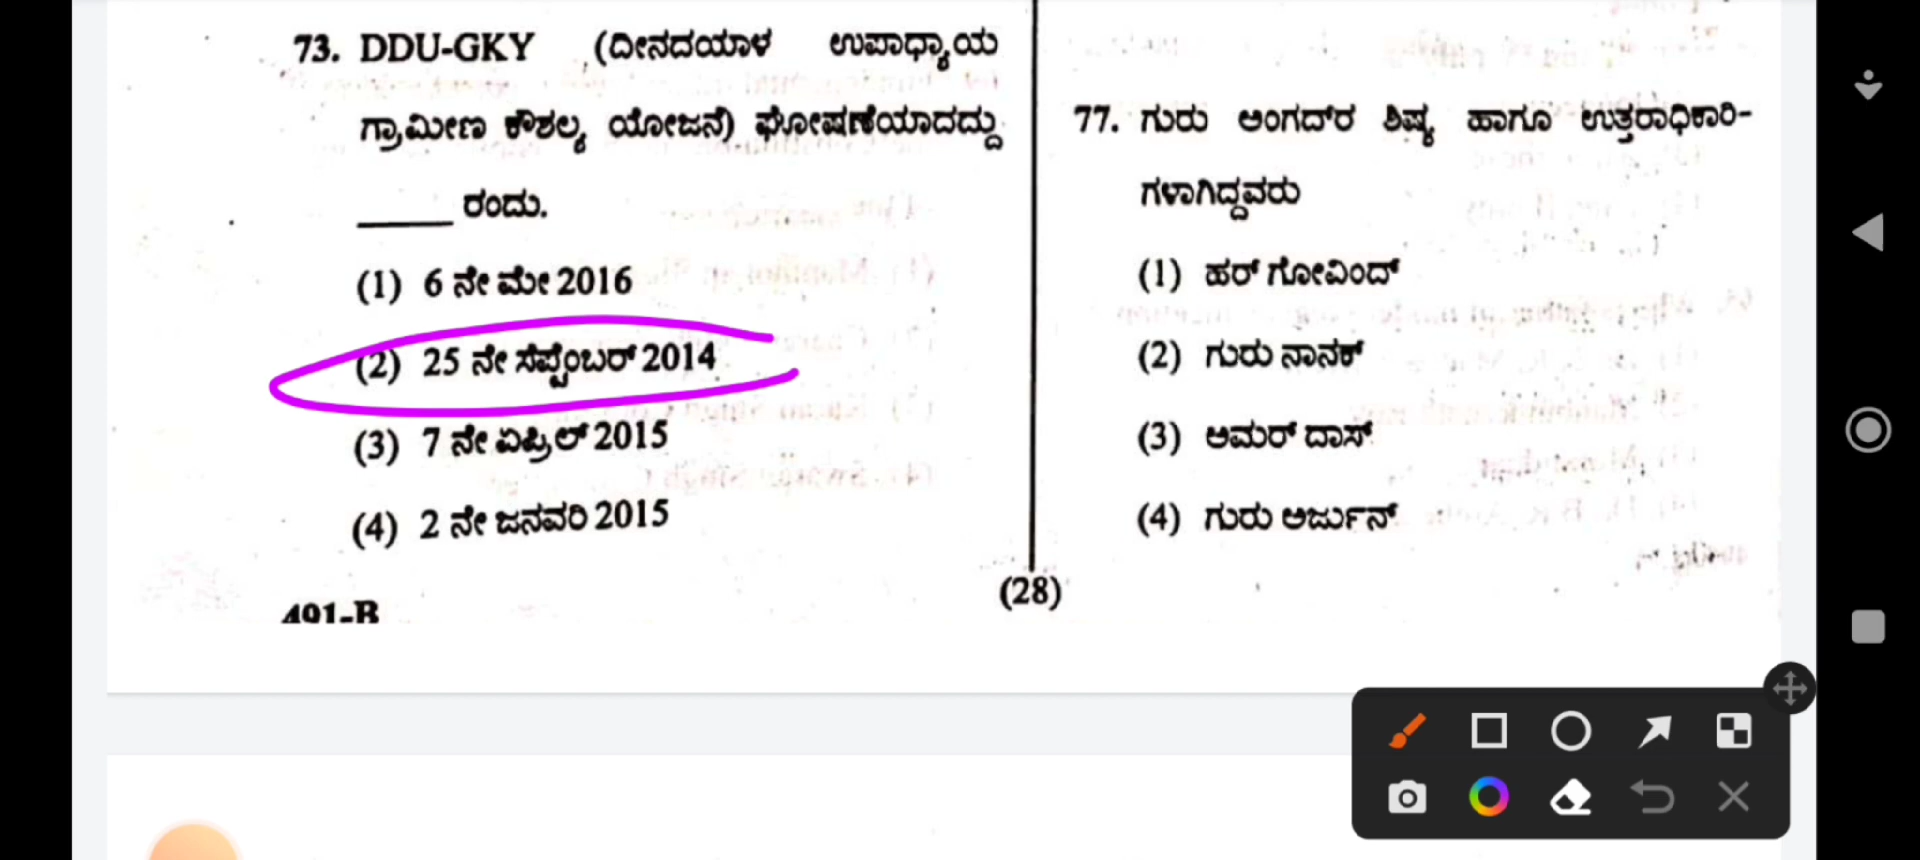 73. DDU-GKY (ದೀನದಯಾಳ ಉಪಾಧ್ಯಾಯ
ಗ್ರಾಮೀಣ ಕೌಶಲ್ಯ ಯೋಜನೆ) ಘೋಷಣೆಯಾದದ್ದು
_____ ರಂದು.
(1) 6 ನೇ ಮೇ 2016
(2) 25 ನೇ ಸೆಪ್ಟೆಂಬರ್ 2014
(3) 7 ನೇ ಏಪ್ರಿಲ್ 2015
(4) 2 ನೇ ಜನವರಿ 2015
491-B
(28)
77. ಗುರು ಅಂಗದ್‌ರ ಶಿಷ್ಯ ಹಾಗೂ ಉತ್ತರಾಧಿಕಾರಿ-
ಗಳಾಗಿದ್ದವರು
(1) ಹರ್ ಗೋವಿಂದ್
(2) ಗುರು ನಾನಕ್
(3) ಅಮರ್ ದಾಸ್
(4) ಗುರು ಅರ್ಜುನ್